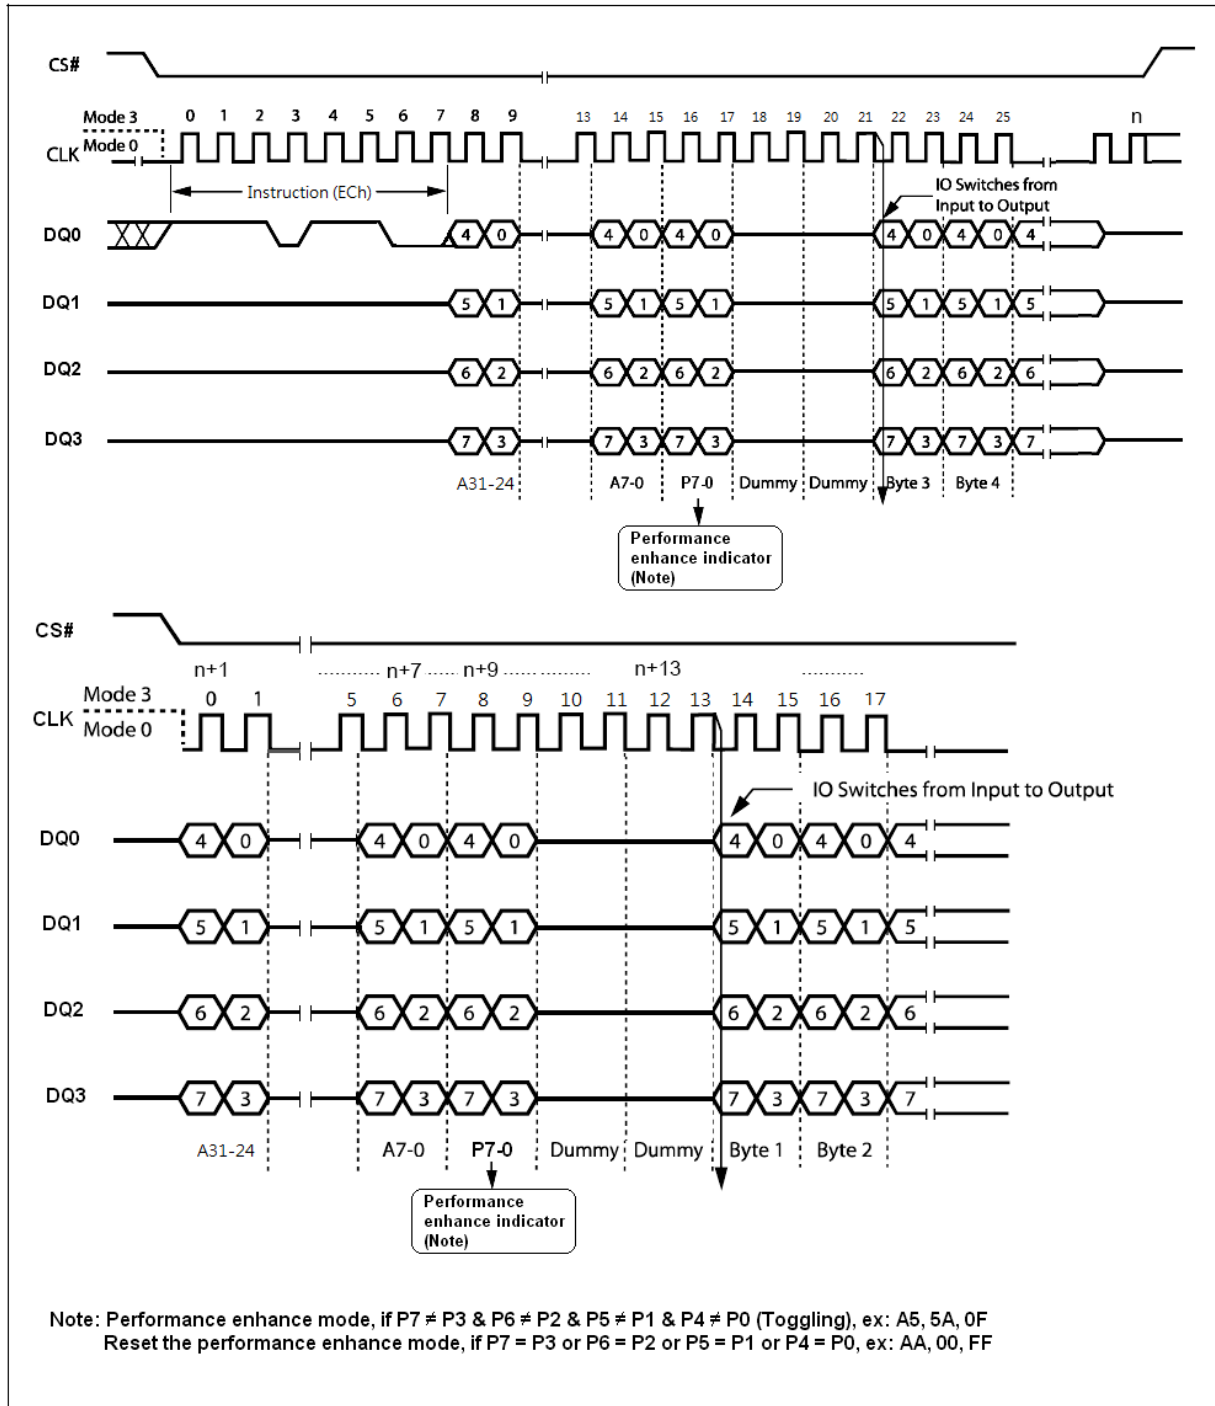 CS#
Mode 3
0 1 2 3 4 5 6 7 8 9 13 14 15 16 17 18 19 20 21 22 23 24 25 n
Mode 0
CLK
Instruction (ECh)
IO Switches from
Input to Output
DQ0 4 0 4 0 4 0 4 0 4 0 4
DQ1 5 1 5 1 5 1 5 1 5 1 5
DQ2 6 2 6 2 6 2 6 2 6 2 6
DQ3 7 3 7 3 7 3 7 3 7 3 7
A31-24 A7-0 P7-0 Dummy Dummy Byte 3 Byte 4
Performance
enhance indicator
(Note)
CS#
n+1 ........... n+7 ...... n+9 ...... .......... n+13 .............
Mode 3
0 1 5 6 7 8 9 10 11 12 13 14 15 16 17
CLK
Mode 0
IO Switches from Input to Output
DQ0 4 0 4 0 4 0 4 0 4 0 4
DQ1 5 1 5 1 5 1 5 1 5 1 5
DQ2 6 2 6 2 6 2 6 2 6 2 6
DQ3 7 3 7 3 7 3 7 3 7 3 7
A31-24 A7-0 P7-0 Dummy Dummy Byte 1 Byte 2
Performance
enhance indicator
(Note)
Note: Performance enhance mode, if P7 ≠ P3 & P6 ≠ P2 & P5 ≠ P1 & P4 ≠ P0 (Toggling), ex: A5, 5A, 0F
Reset the performance enhance mode, if P7 = P3 or P6 = P2 or P5 = P1 or P4 = P0, ex: AA, 00, FF